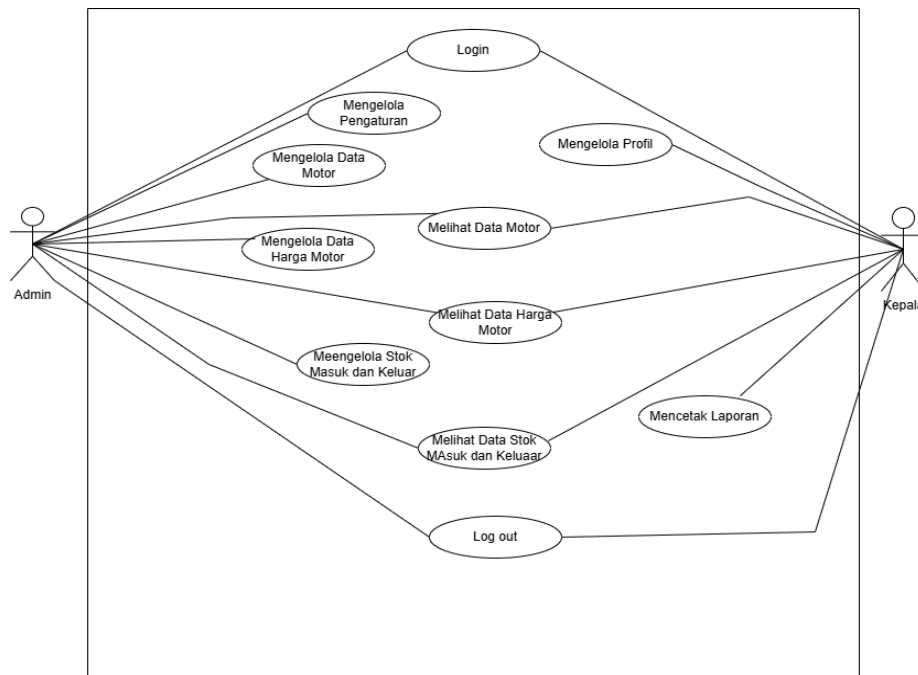 Login
Mengelola
Pengaturan
Mengelola Profil
Mengelola Data
Motor
Melihat Data Motor
Mengelola Data
Harga Motor
Admin
Kepala
Melihat Data Harga
Motor
Meengelola Stok
Masuk dan Keluar
Mencetak Laporan
Melihat Data Stok
MAsuk dan Keluaar
Log out